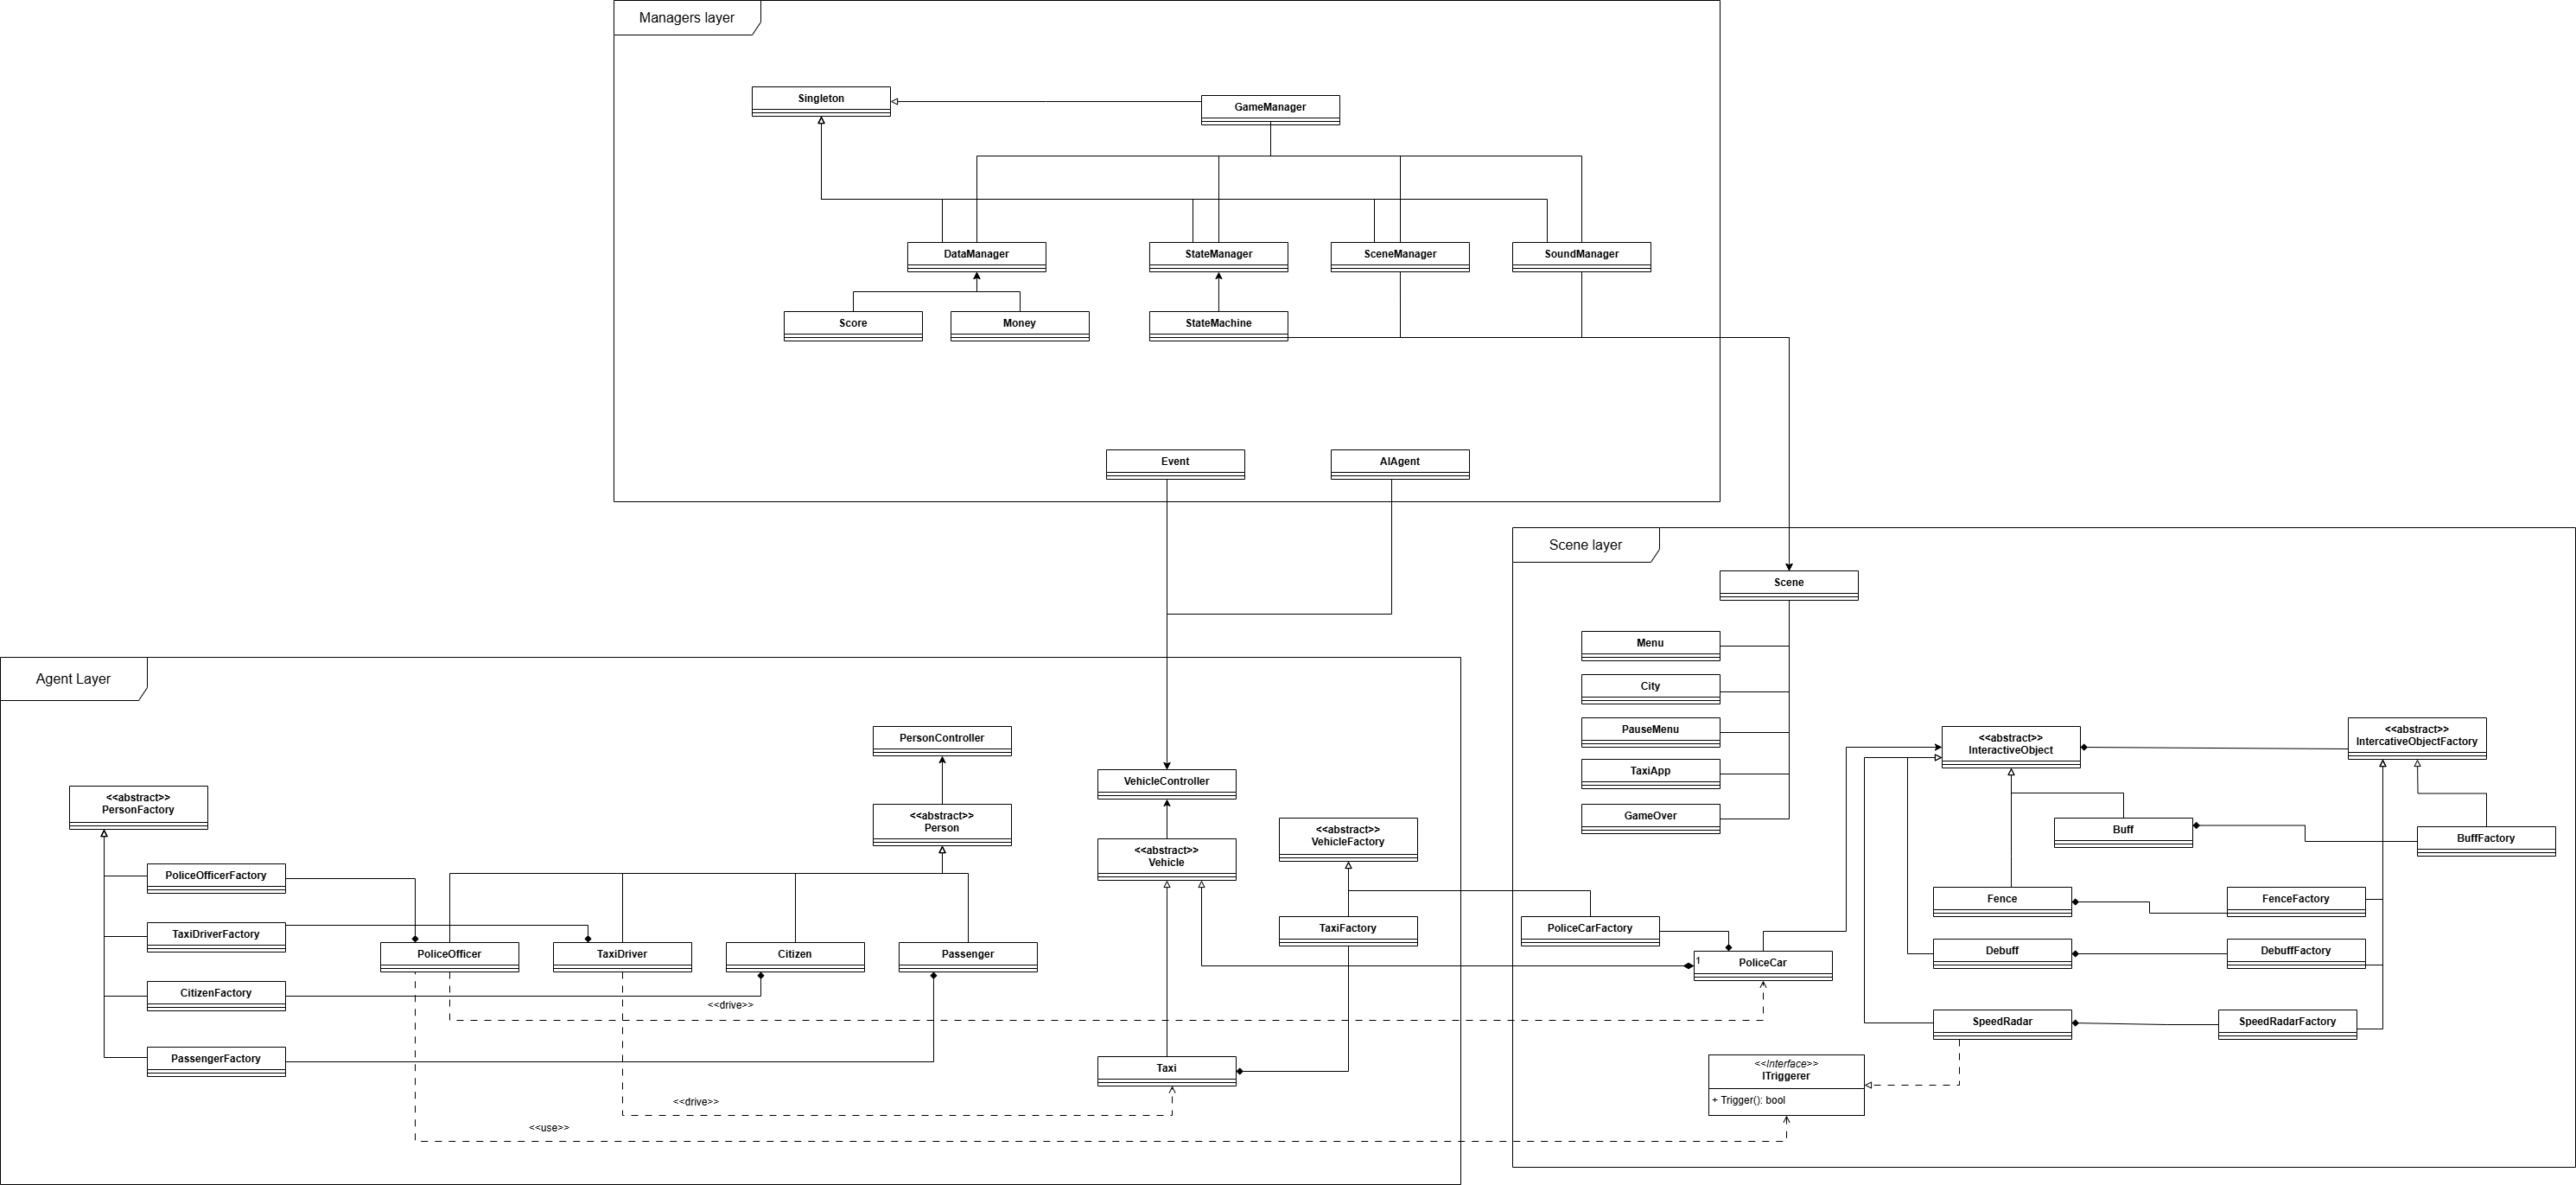 Managers layer
Singleton
GameManager
DataManager
StateManager
SceneManager
SoundManager
Score
Money
StateMachine
Event
AIAgent
Scene layer
Scene
Menu
City
PauseMenu
TaxiApp
GameOver
<<abstract>>
InteractiveObject
<<abstract>>
IntercativeObjectFactory
Buff
BuffFactory
Fence
FenceFactory
PoliceCarFactory
Debuff
DebuffFactory
1
PoliceCar
SpeedRadar
SpeedRadarFactory
<<Interface>>
ITriggerer
+ Trigger(): bool
Agent Layer
PersonController
VehicleController
<<abstract>>
PersonFactory
<<abstract>>
Person
<<abstract>>
Vehicle
<<abstract>>
VehicleFactory
PoliceOfficerFactory
TaxiDriverFactory
TaxiFactory
PoliceOfficer
TaxiDriver
Citizen
Passenger
CitizenFactory
<<drive>>
PassengerFactory
Taxi
<<drive>>
<<use>>